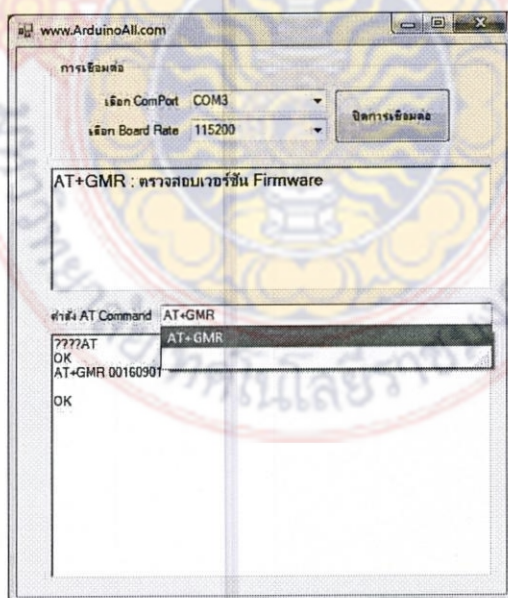 www.ArduinoAll.com
การเชื่อมต่อ
เลือก ComPort COM3
เลือก Board Rate 115200
ปิดการเชื่อมต่อ
AT+GMR : ตรวจสอบเวอร์ชัน Firmware
คำสั่ง AT Command AT+GMR
AT+GMR
????AT
OK
AT+GMR 00160901
OK